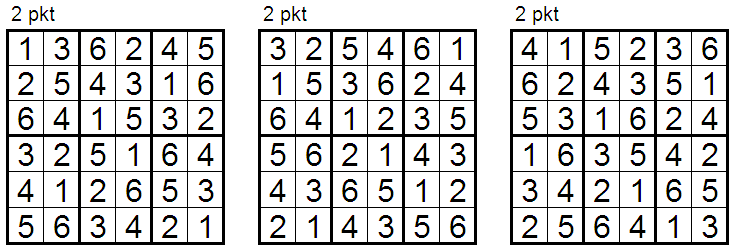 2 pkt
1 3 6 2 4 5
2 5 4 3 1 6
6 4 1 5 3 2
3 2 5 1 6 4
4 1 2 6 5 3
5 6 3 4 2 1
2 pkt
3 2 5 4 6 1
1 5 3 6 2 4
6 4 1 2 3 5
5 6 2 1 4 3
4 3 6 5 1 2
2 1 4 3 5 6
2 pkt
4 1 5 2 3 6
6 2 4 3 5 1
5 3 1 6 2 4
1 6 3 5 4 2
3 4 2 1 6 5
2 5 6 4 1 3